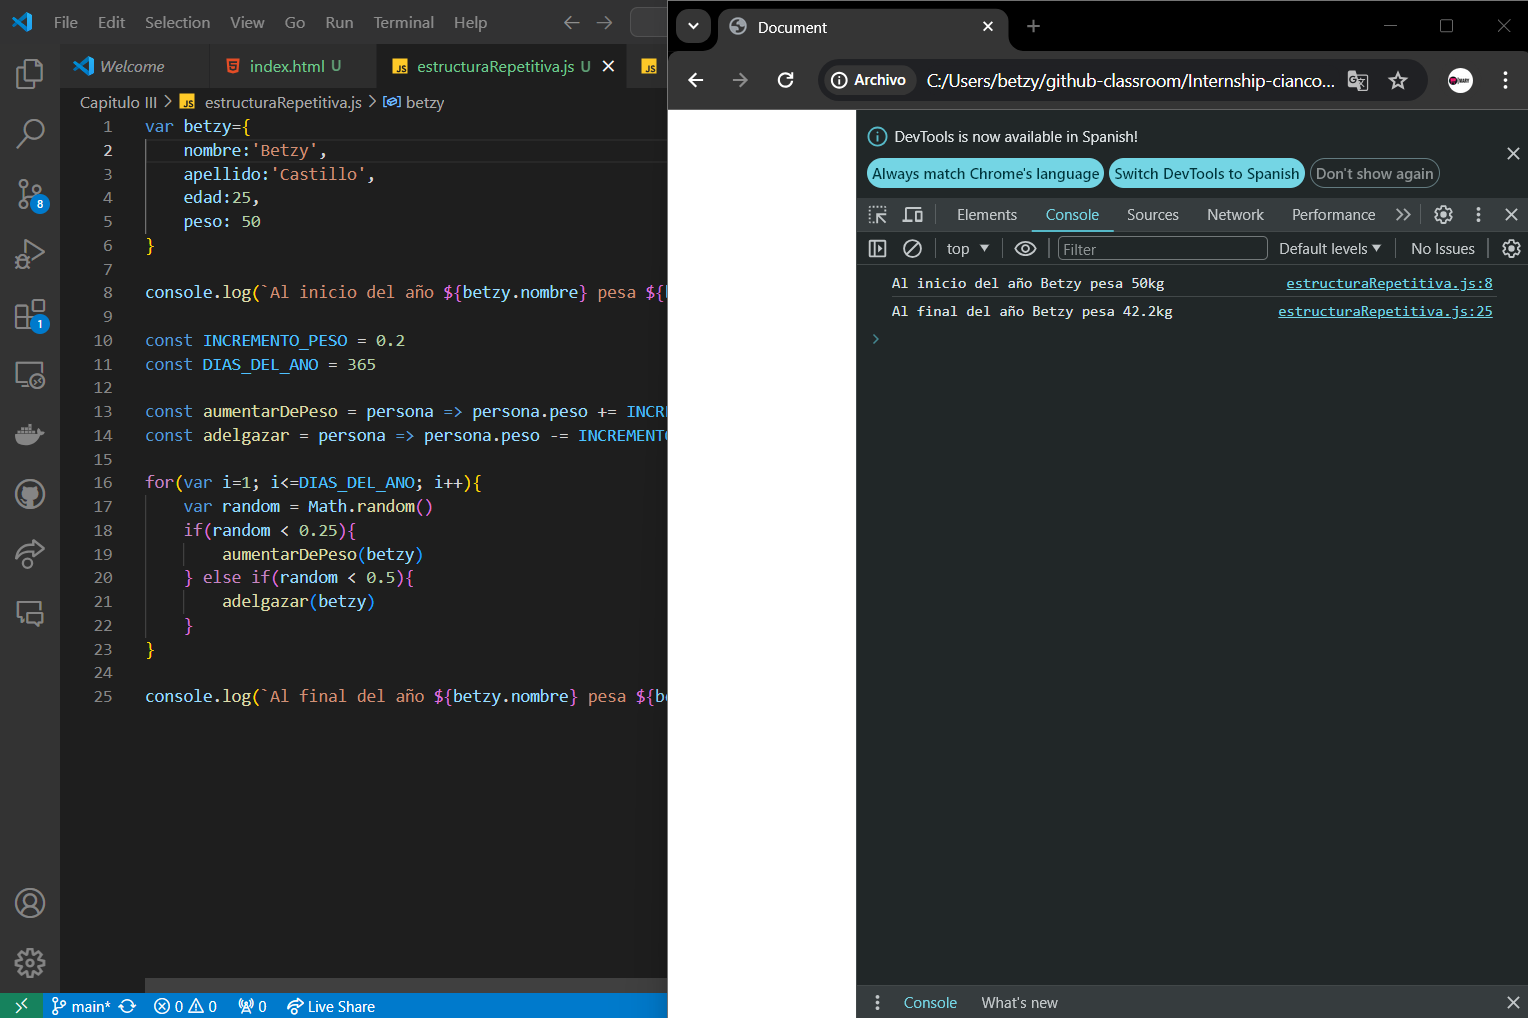 File Edit Selection View Go Run Terminal Help
Welcome
index.html U
JS estructuraRepetitiva.js U
JS
Capitulo III > JS estructuraRepetitiva.js > betzy
1 var betzy={
2 nombre:'Betzy',
3 apellido:'Castillo',
4 edad:25,
5 peso: 50
6 }
7
8 console.log(`Al inicio del año ${betzy.nombre} pesa ${
9
10 const INCREMENTO_PESO = 0.2
11 const DIAS_DEL_ANO = 365
12
13 const aumentarDePeso = persona => persona.peso += INCR
14 const adelgazar = persona => persona.peso -= INCREMENTO
15
16 for(var i=1; i<=DIAS_DEL_ANO; i++){
17 var random = Math.random()
18 if(random < 0.25){
19 aumentarDePeso(betzy)
20 } else if(random < 0.5){
21 adelgazar(betzy)
22 }
23 }
24
25 console.log(`Al final del año ${betzy.nombre} pesa ${b
8
1
main* 0 0 0 Live Share
Document
Archivo C:/Users/betzy/github-classroom/Internship-cianco...
DevTools is now available in Spanish!
Always match Chrome's language Switch DevTools to Spanish Don't show again
Elements Console Sources Network Performance
top Filter Default levels No Issues
Al inicio del año Betzy pesa 50kg estructuraRepetitiva.js:8
Al final del año Betzy pesa 42.2kg estructuraRepetitiva.js:25
Console What's new